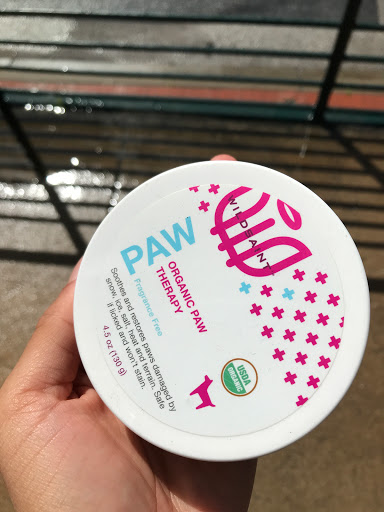 WILDSAINT
PAW
ORGANIC PAW
THERAPY
Fragrance Free
Soothes and restores paws damaged by
snow, ice, salt, heat and terrain. Safe
if licked and won't stain.
4.5 oz (130 g)
USDA
ORGANIC